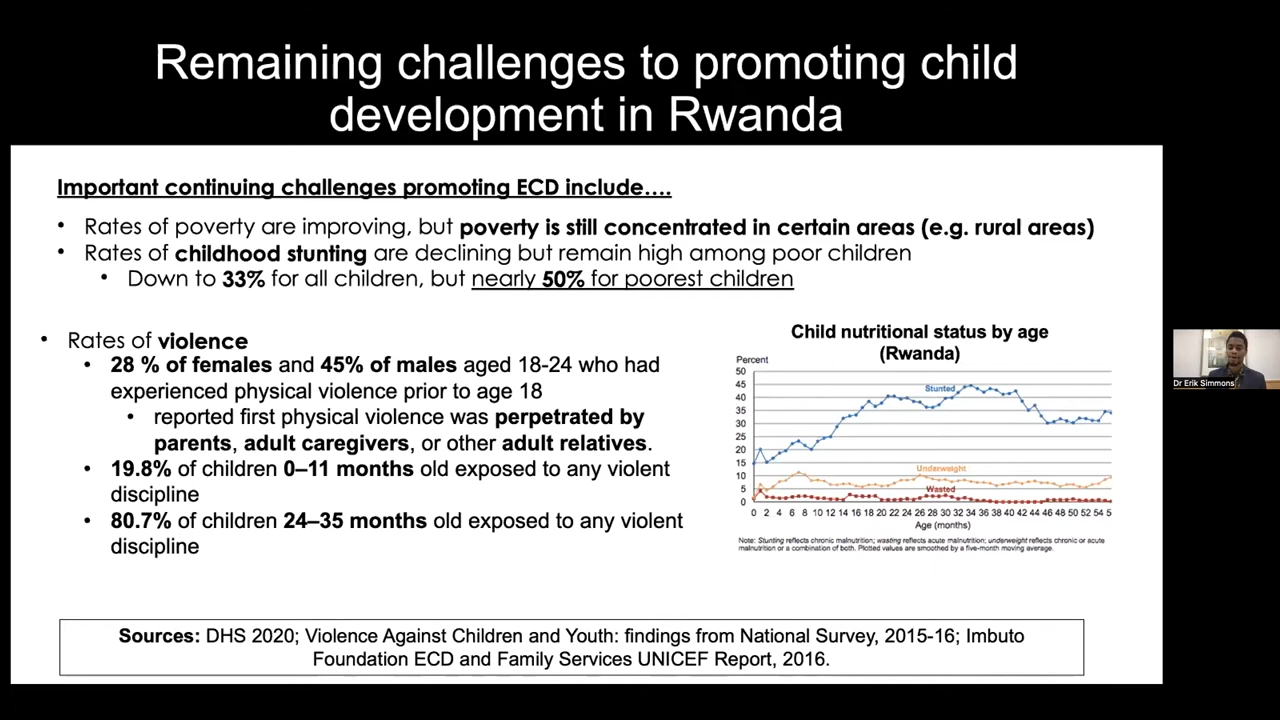 Remaining challenges to promoting child
development in Rwanda
Important continuing challenges promoting ECD include….
• Rates of poverty are improving, but poverty is still concentrated in certain areas (e.g. rural areas)
• Rates of childhood stunting are declining but remain high among poor children
• Down to 33% for all children, but nearly 50% for poorest children
• Rates of violence
• 28 % of females and 45% of males aged 18-24 who had
experienced physical violence prior to age 18
• reported first physical violence was perpetrated by
parents, adult caregivers, or other adult relatives.
• 19.8% of children 0–11 months old exposed to any violent
discipline
• 80.7% of children 24–35 months old exposed to any violent
discipline
Child nutritional status by age
(Rwanda)
Percent
50
45
40
35
30
25
20
15
10
5
0
Stunted
Underweight
Wasted
0 2 4 6 8 10 12 14 16 18 20 22 24 26 28 30 32 34 36 38 40 42 44 46 48 50 52 54 5
Age (months)
Note: Stunting reflects chronic malnutrition; wasting reflects acute malnutrition; underweight reflects chronic or acute
malnutrition or a combination of both. Plotted values are smoothed by a five-month moving average.
Sources: DHS 2020; Violence Against Children and Youth: findings from National Survey, 2015-16; Imbuto
Foundation ECD and Family Services UNICEF Report, 2016.
Dr Erik Simmons